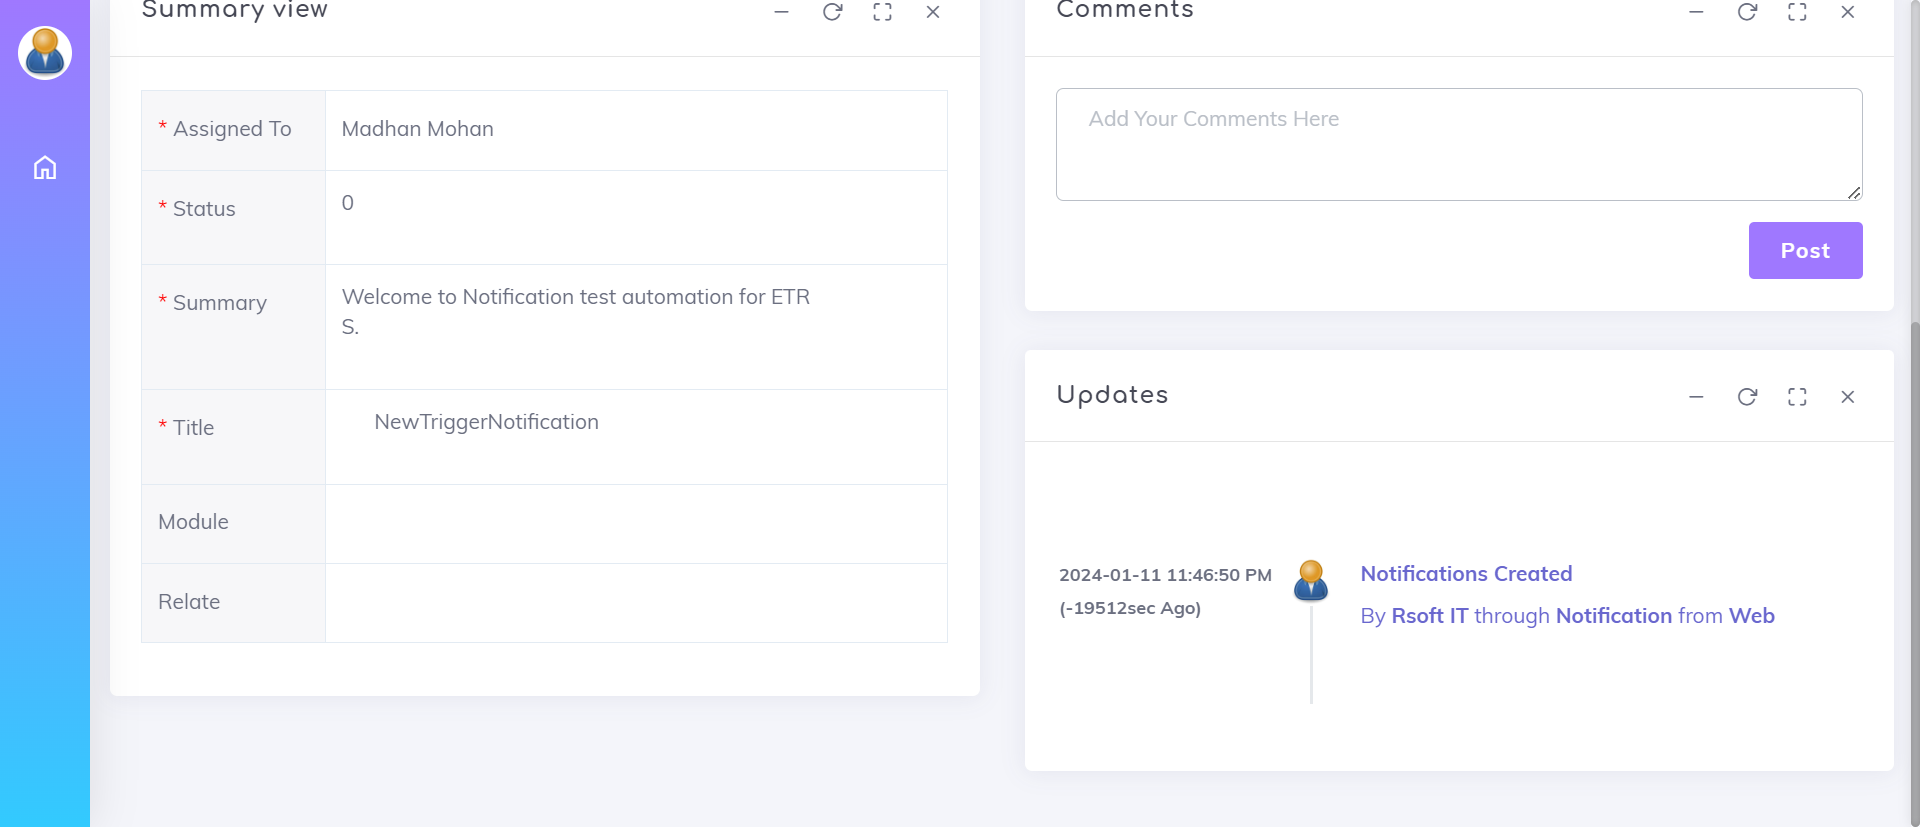 Summary view
* Assigned To
Madhan Mohan
* Status
0
* Summary
Welcome to Notification test automation for ETR
S.
* Title
NewTriggerNotification
Module
Relate
Comments
Add Your Comments Here
Post
Updates
2024-01-11 11:46:50 PM
(-19512sec Ago)
Notifications Created
By Rsoft IT through Notification from Web